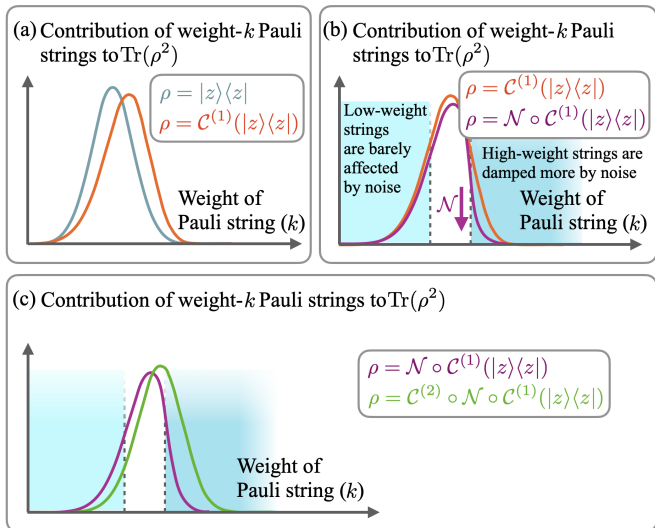 (a) Contribution of weight-k Pauli
strings to Tr(ρ²)
ρ = |z⟩⟨z|
ρ = 𝒞⁽¹⁾(|z⟩⟨z|)
Weight of
Pauli string (k)
(b) Contribution of weight-k Pauli
strings to Tr(ρ²)
ρ = 𝒞⁽¹⁾(|z⟩⟨z|)
ρ = 𝒩 ∘ 𝒞⁽¹⁾(|z⟩⟨z|)
Low-weight
strings
are barely
affected
by noise
High-weight strings are
damped more by noise
𝒩
Weight of
Pauli string (k)
(c) Contribution of weight-k Pauli strings to Tr(ρ²)
ρ = 𝒩 ∘ 𝒞⁽¹⁾(|z⟩⟨z|)
ρ = 𝒞⁽²⁾ ∘ 𝒩 ∘ 𝒞⁽¹⁾(|z⟩⟨z|)
Weight of
Pauli string (k)